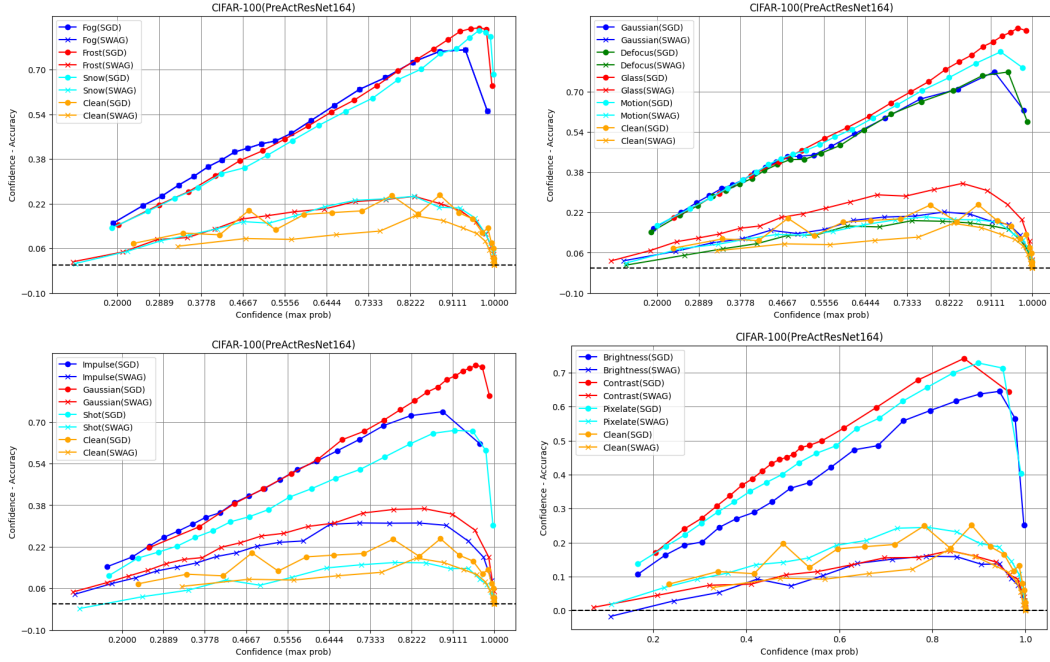 CIFAR-100(PreActResNet164)
Fog(SGD)
Fog(SWAG)
Frost(SGD)
Frost(SWAG)
Snow(SGD)
Snow(SWAG)
Clean(SGD)
Clean(SWAG)
Confidence - Accuracy
0.70
0.54
0.38
0.22
0.06
−0.10
0.2000 0.2889 0.3778 0.4667 0.5556 0.6444 0.7333 0.8222 0.9111 1.0000
Confidence (max prob)
CIFAR-100(PreActResNet164)
Gaussian(SGD)
Gaussian(SWAG)
Defocus(SGD)
Defocus(SWAG)
Glass(SGD)
Glass(SWAG)
Motion(SGD)
Motion(SWAG)
Clean(SGD)
Clean(SWAG)
Confidence - Accuracy
0.70
0.54
0.38
0.22
0.06
−0.10
0.2000 0.2889 0.3778 0.4667 0.5556 0.6444 0.7333 0.8222 0.9111 1.0000
Confidence (max prob)
CIFAR-100(PreActResNet164)
Impulse(SGD)
Impulse(SWAG)
Gaussian(SGD)
Gaussian(SWAG)
Shot(SGD)
Shot(SWAG)
Clean(SGD)
Clean(SWAG)
Confidence - Accuracy
0.70
0.54
0.38
0.22
0.06
−0.10
0.2000 0.2889 0.3778 0.4667 0.5556 0.6444 0.7333 0.8222 0.9111 1.0000
Confidence (max prob)
CIFAR-100(PreActResNet164)
Brightness(SGD)
Brightness(SWAG)
Contrast(SGD)
Contrast(SWAG)
Pixelate(SGD)
Pixelate(SWAG)
Clean(SGD)
Clean(SWAG)
Confidence - Accuracy
0.7
0.6
0.5
0.4
0.3
0.2
0.1
0.0
0.2 0.4 0.6 0.8 1.0
Confidence (max prob)